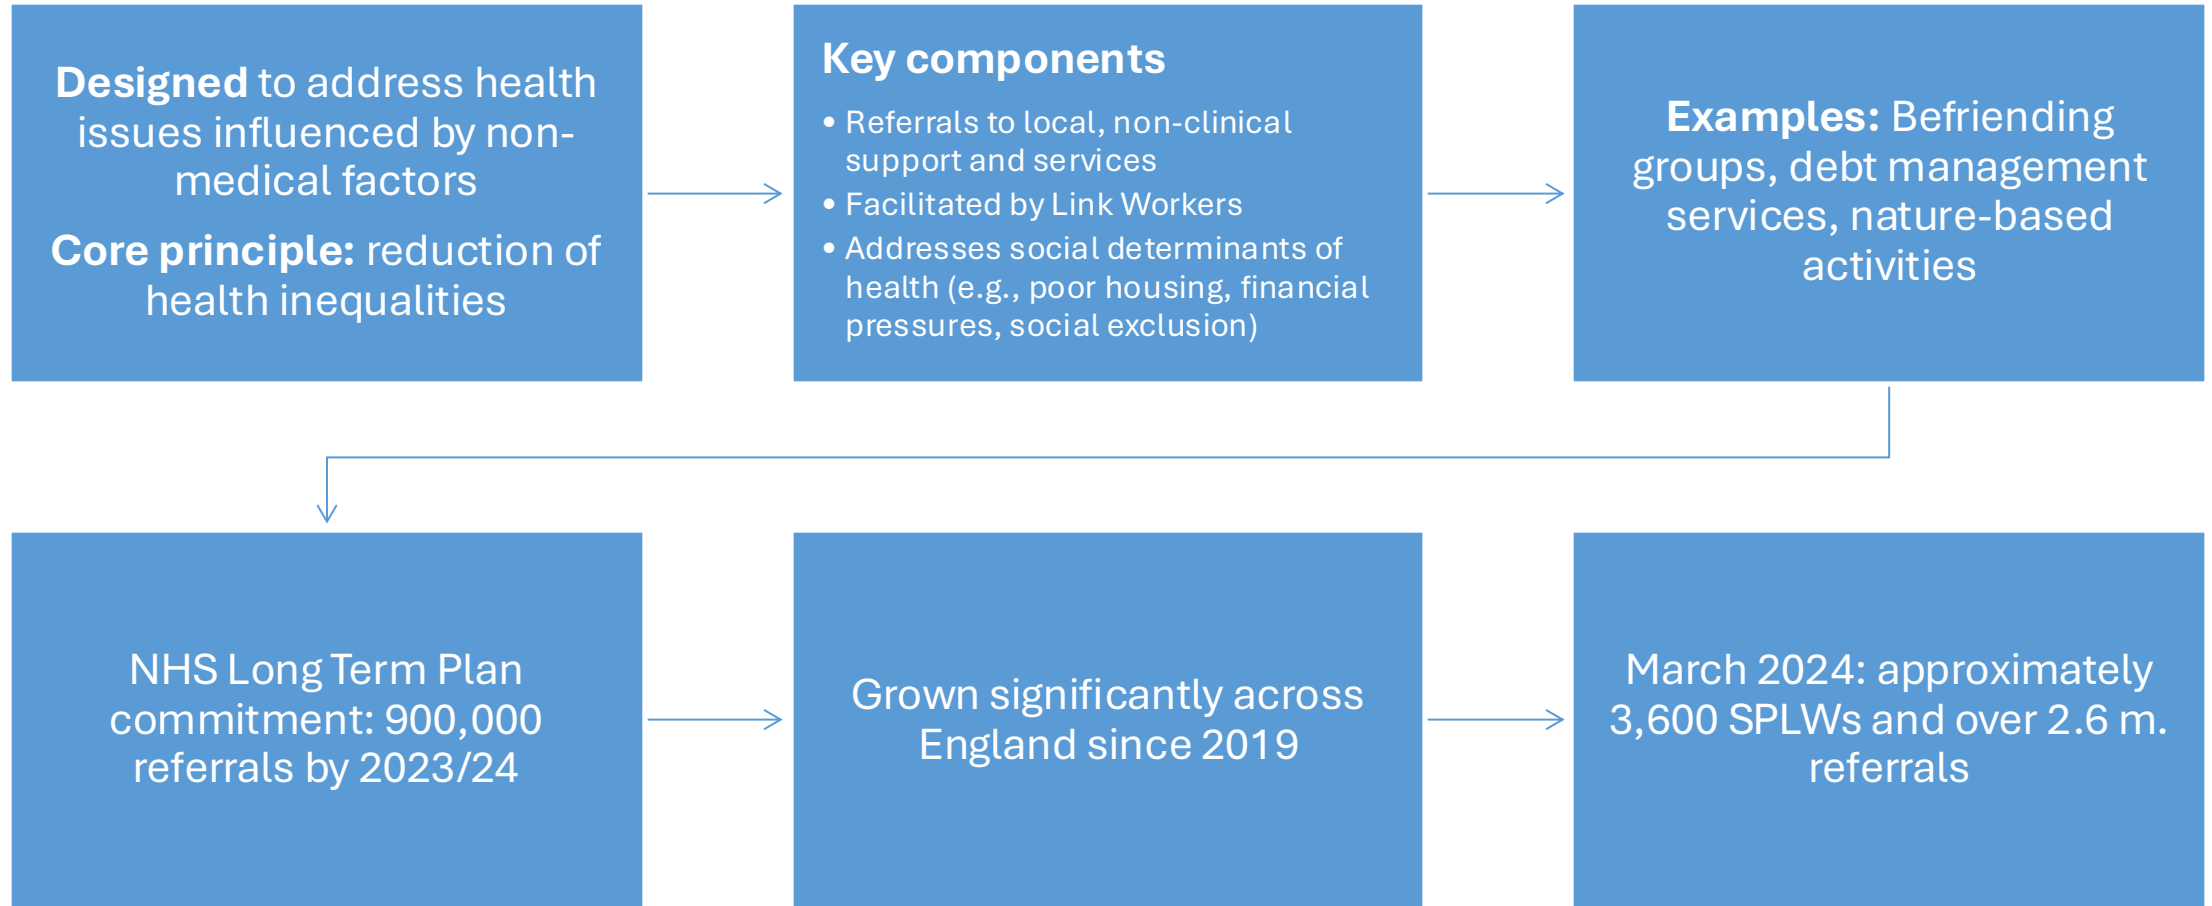 Designed to address health
issues influenced by non-
medical factors
Core principle: reduction of
health inequalities
Key components
• Referrals to local, non-clinical
support and services
• Facilitated by Link Workers
• Addresses social determinants of
health (e.g., poor housing, financial
pressures, social exclusion)
Examples: Befriending
groups, debt management
services, nature-based
activities
NHS Long Term Plan
commitment: 900,000
referrals by 2023/24
Grown significantly across
England since 2019
March 2024: approximately
3,600 SPLWs and over 2.6 m.
referrals